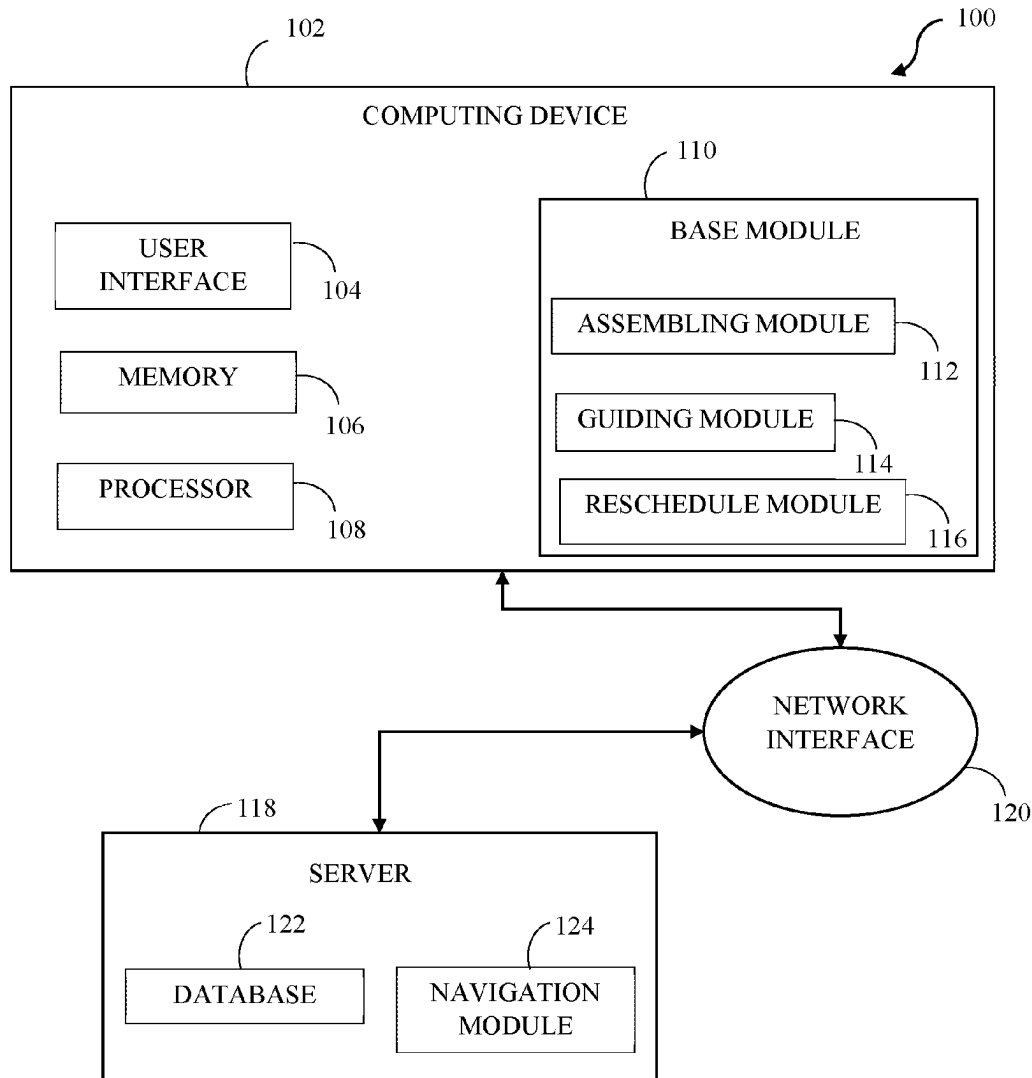 100
102
COMPUTING DEVICE
110
BASE MODULE
USER
INTERFACE
104
ASSEMBLING MODULE
112
MEMORY
106
GUIDING MODULE
114
PROCESSOR
108
RESCHEDULE MODULE
116
NETWORK
INTERFACE
120
118
SERVER
122
DATABASE
124
NAVIGATION
MODULE